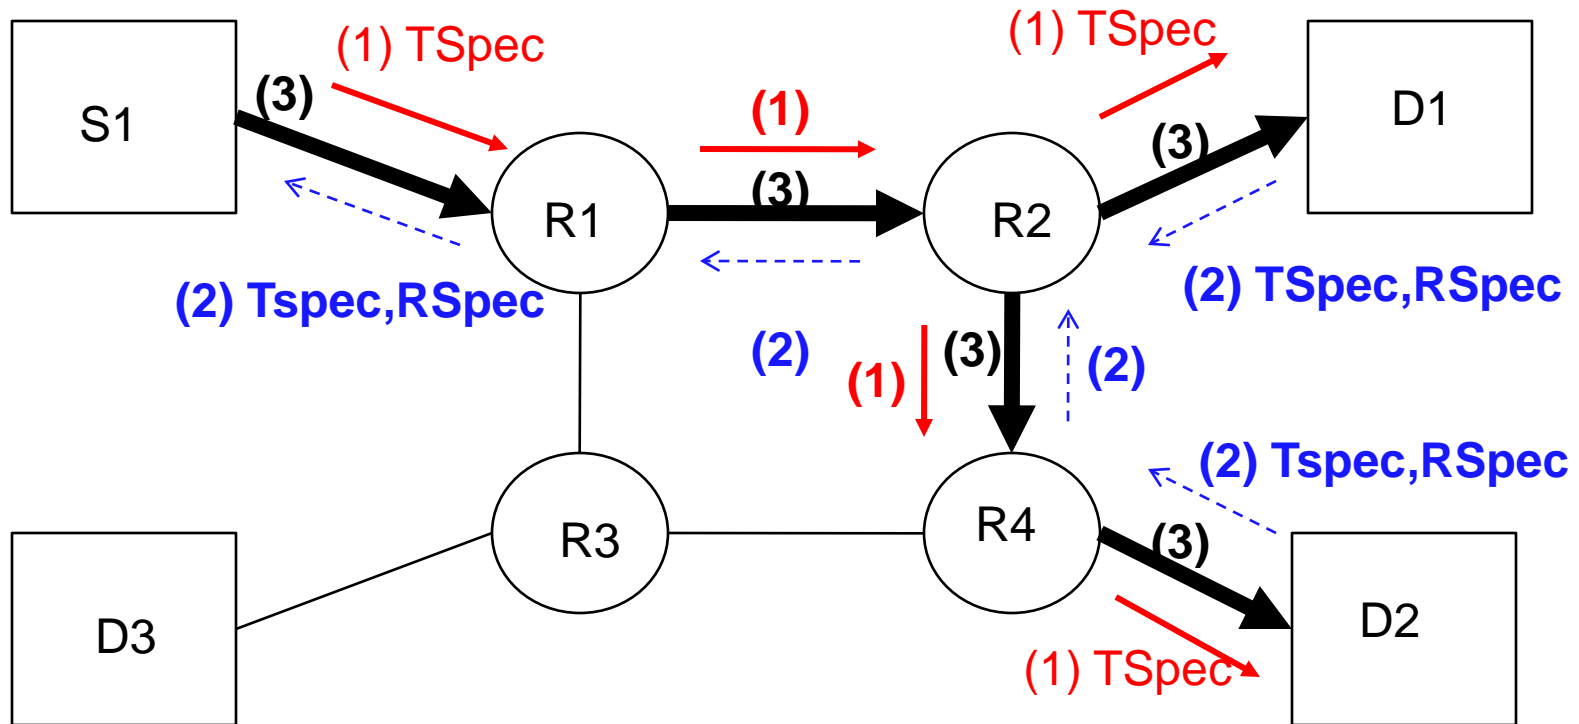 (1) TSpec
(1) TSpec
S1
(3)
(1)
(3)
D1
R1
(3)
R2
(2) Tspec,RSpec
(2) TSpec,RSpec
(2)
(1)
(3)
(2)
(2) Tspec,RSpec
D3
R3
R4
(3)
D2
(1) TSpec